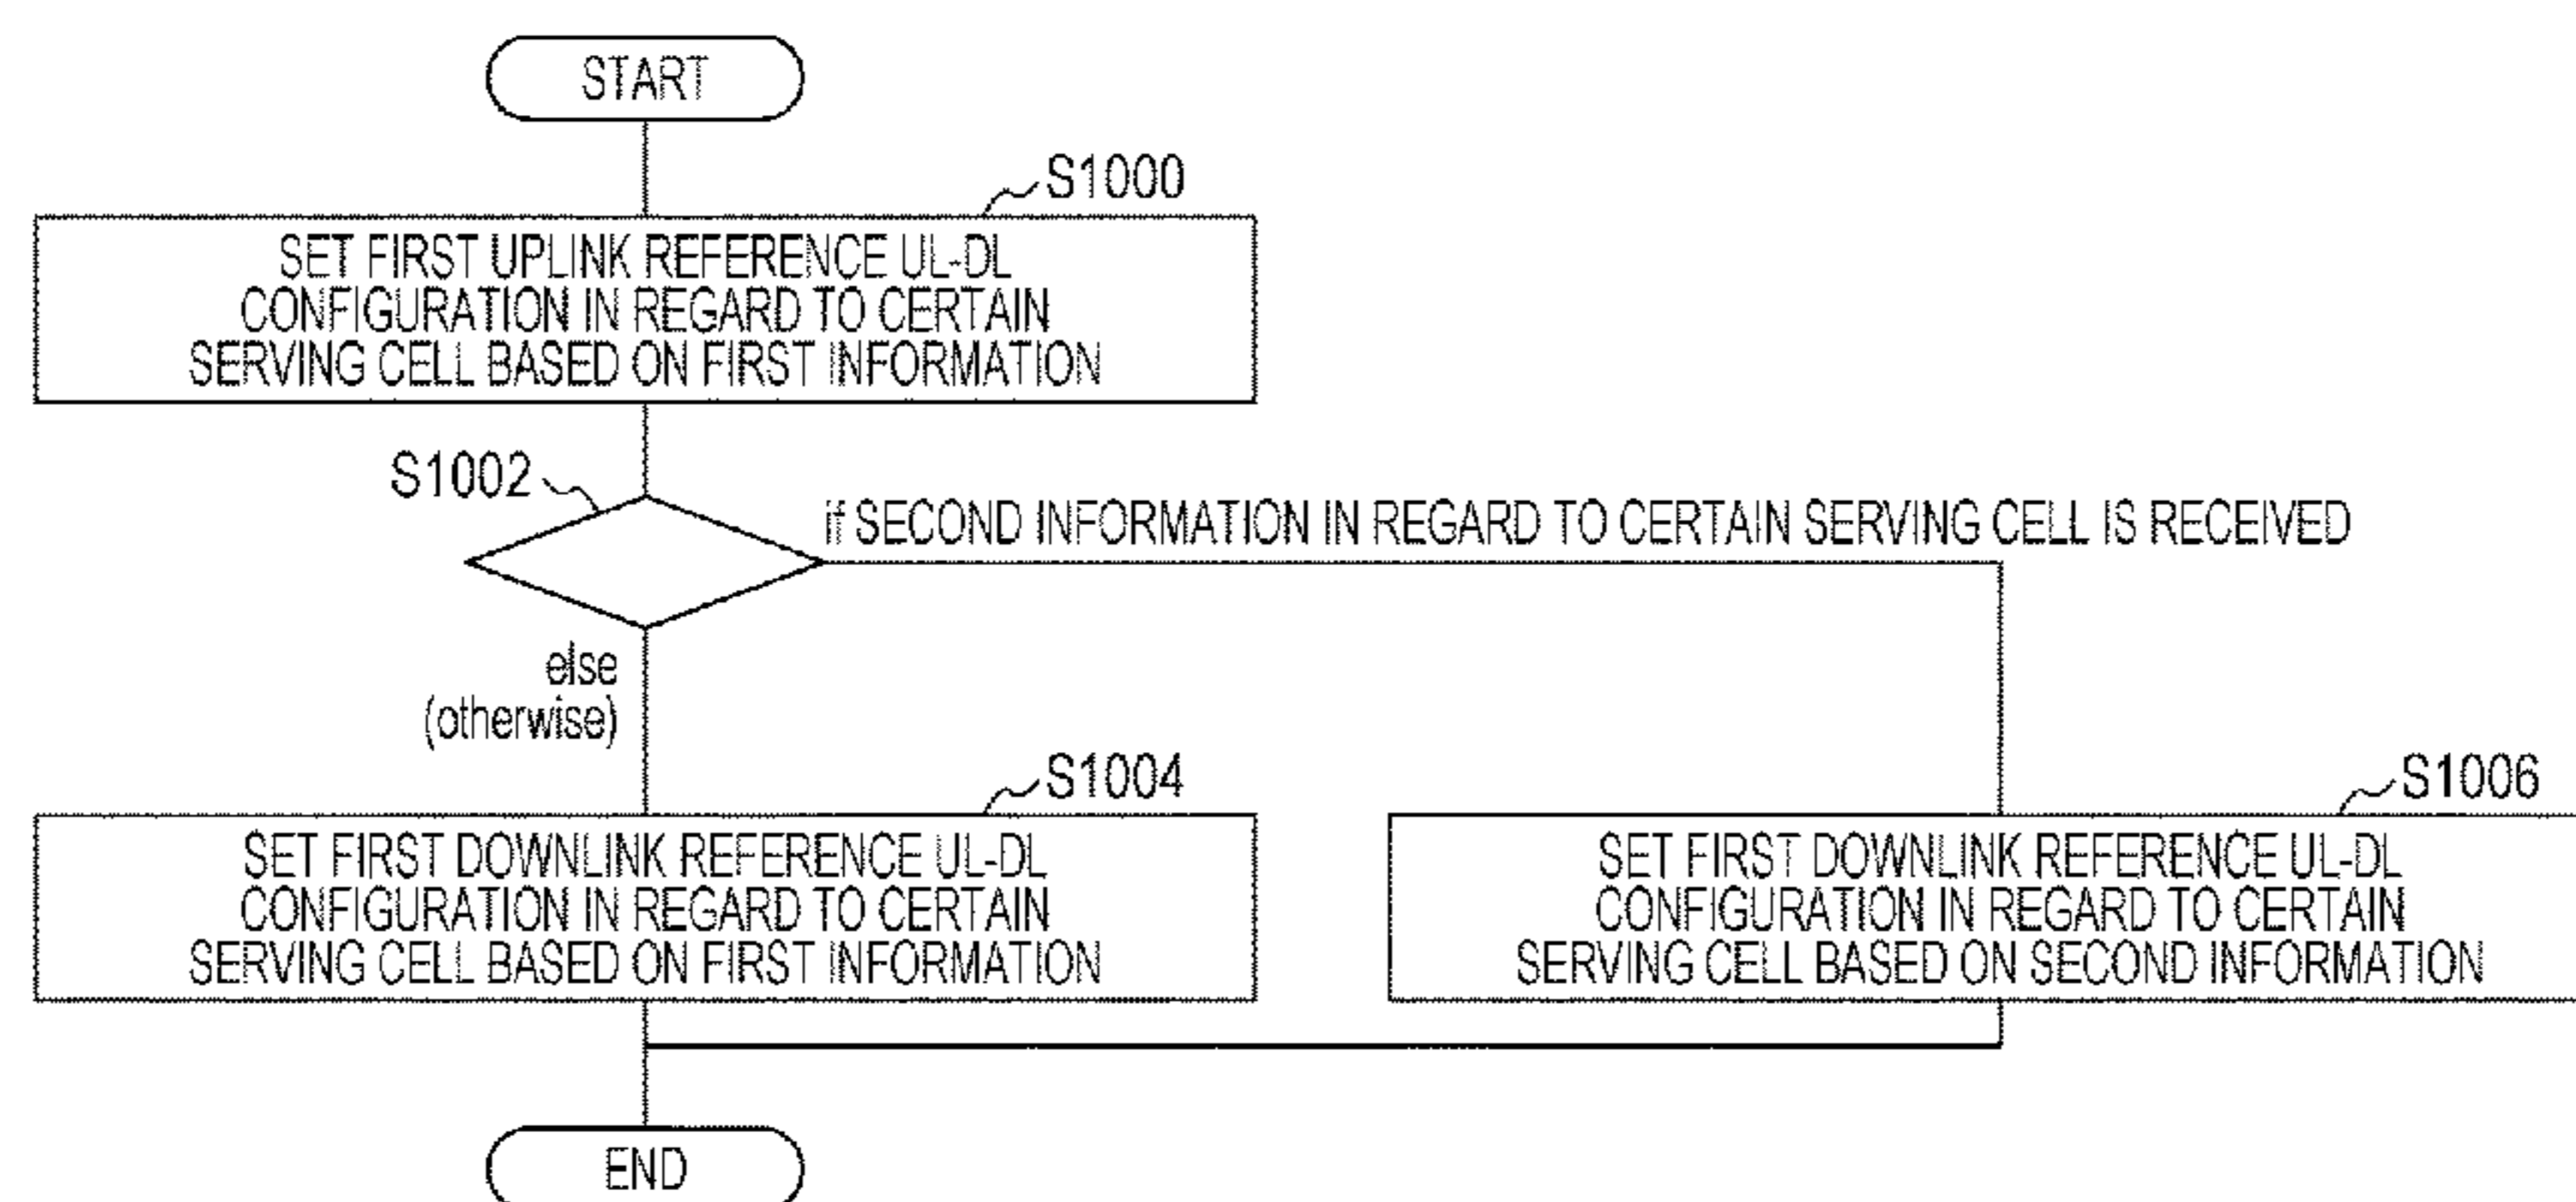 START
S1000
SET FIRST UPLINK REFERENCE UL-DL
CONFIGURATION IN REGARD TO CERTAIN
SERVING CELL BASED ON FIRST INFORMATION
S1002
if SECOND INFORMATION IN REGARD TO CERTAIN SERVING CELL IS RECEIVED
else
(otherwise)
S1004
SET FIRST DOWNLINK REFERENCE UL-DL
CONFIGURATION IN REGARD TO CERTAIN
SERVING CELL BASED ON FIRST INFORMATION
S1006
SET FIRST DOWNLINK REFERENCE UL-DL
CONFIGURATION IN REGARD TO CERTAIN
SERVING CELL BASED ON SECOND INFORMATION
END